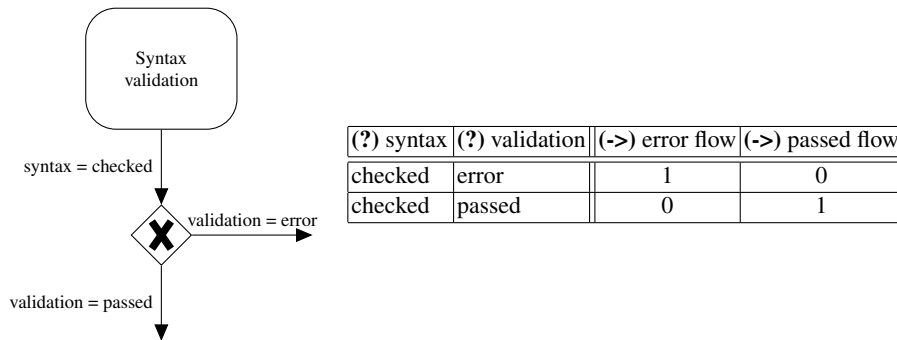 Syntax
validation
syntax = checked
validation = error
validation = passed
(?) syntax (?) validation (->) error flow (->) passed flow
checked error 1 0
checked passed 0 1